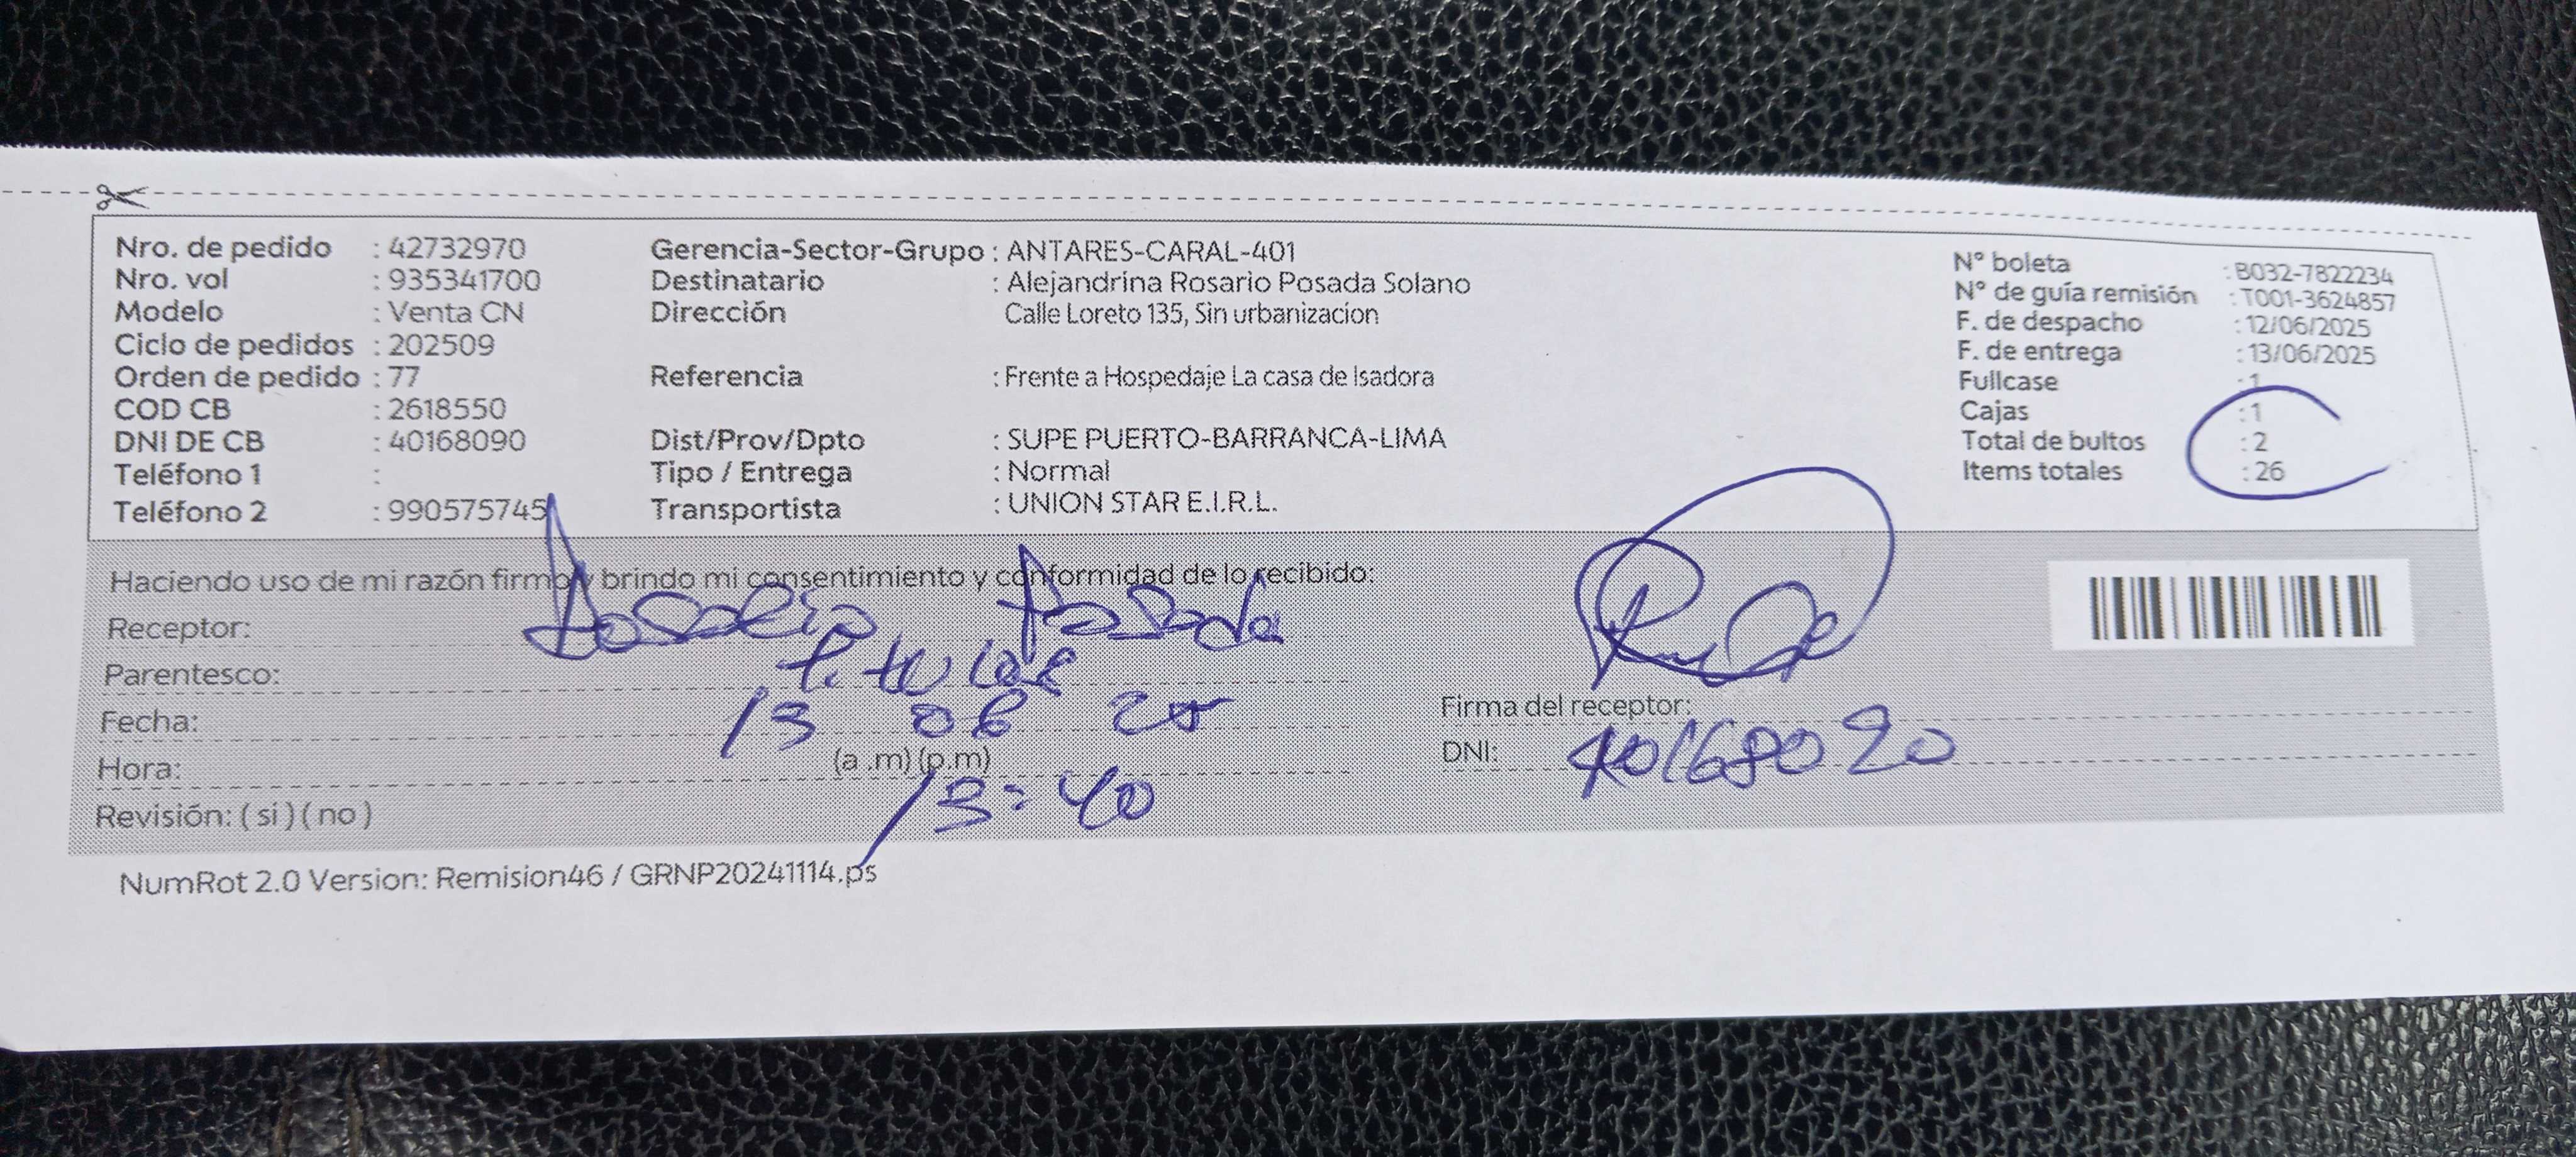 Nro. de pedido : 42732970
Nro. vol : 935341700
Modelo : Venta CN
Ciclo de pedidos : 202509
Orden de pedido : 77
COD CB : 2618550
DNI DE CB : 40168090
Teléfono 1 :
Teléfono 2 : 990575745
Gerencia-Sector-Grupo : ANTARES-CARAL-401
Destinatario : Alejandrina Rosario Posada Solano
Dirección Calle Loreto 135, Sin urbanizacion
Referencia : Frente a Hospedaje La casa de Isadora
Dist/Prov/Dpto : SUPE PUERTO-BARRANCA-LIMA
Tipo / Entrega : Normal
Transportista : UNION STAR E.I.R.L.
N° boleta : B032-7822234
N° de guía remisión : T001-3624857
F. de despacho : 12/06/2025
F. de entrega : 13/06/2025
Fullcase : 1
Cajas : 1
Total de bultos : 2
Items totales : 26
Haciendo uso de mi razón firmo y brindo mi consentimiento y conformidad de lo recibido:
Receptor: Rosario Posada
Parentesco: Titular
Fecha: 13 06 25
Hora: (a .m) (p.m)
13:40
Revisión: ( si ) ( no )
Firma del receptor:
DNI: 40168090
NumRot 2.0 Version: Remision46 / GRNP20241114.ps